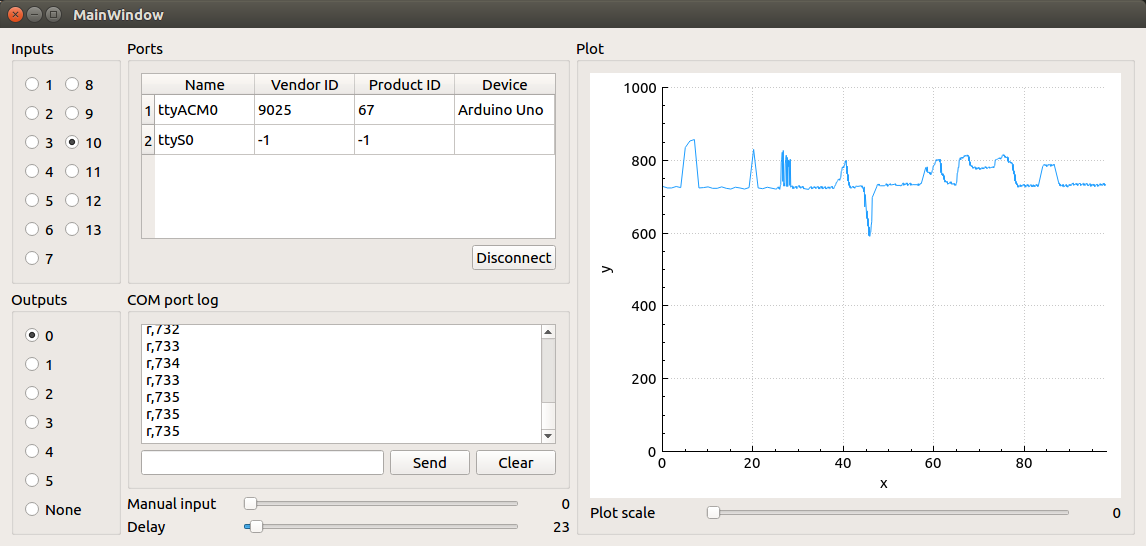 MainWindow
Inputs
1 8
2 9
3 10
4 11
5 12
6 13
7
Ports
Name Vendor ID Product ID Device
1 ttyACM0 9025 67 Arduino Uno
2 ttyS0 -1 -1
Disconnect
Outputs
0
1
2
3
4
5
None
COM port log
r,732
r,733
r,734
r,733
r,735
r,735
r,735
Send Clear
Manual input 0
Delay 23
Plot
1000
800
600
400
200
0
y
0 20 40 60 80
x
Plot scale 0